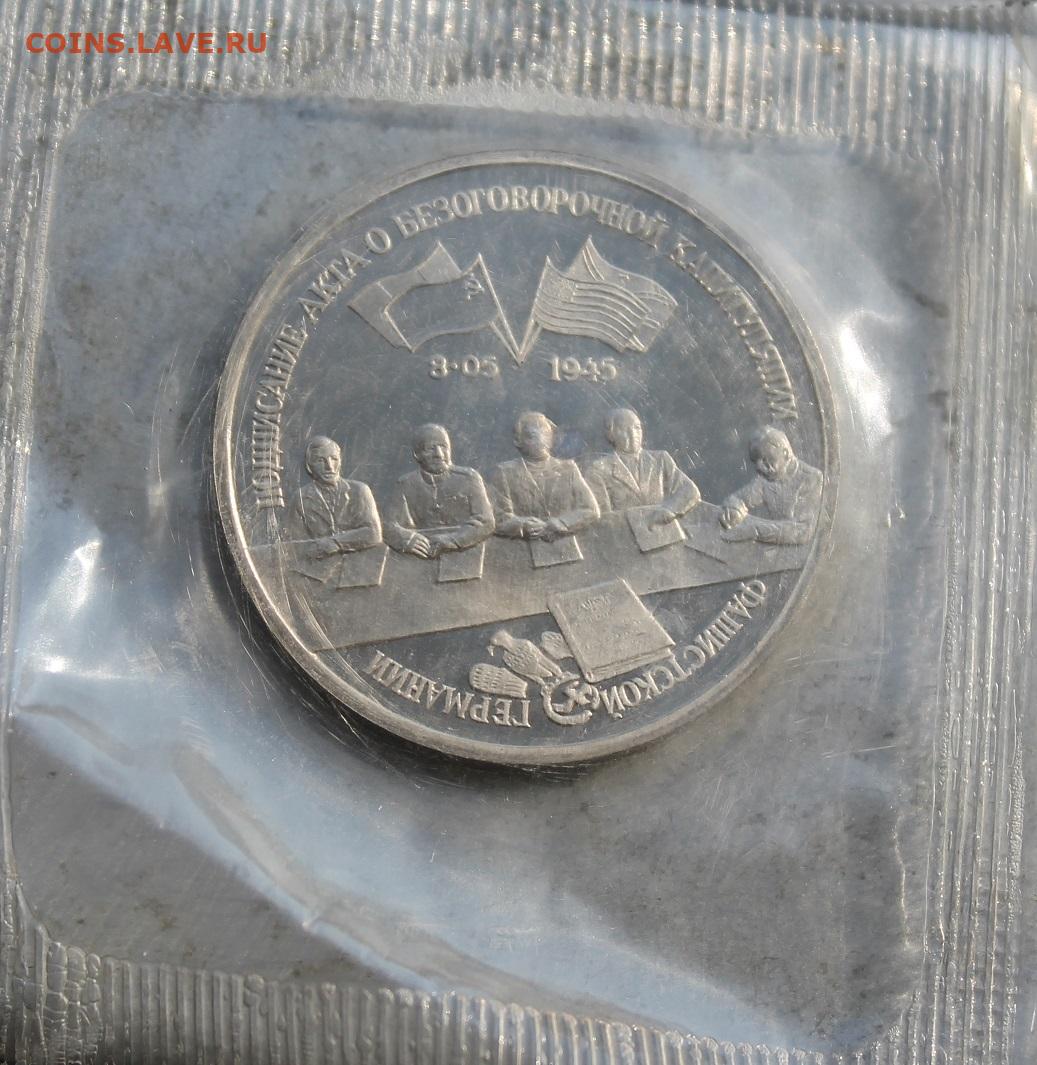 COINS.LAVE.RU
ПОДПИСАНИЕ АКТА О БЕЗОГОВОРОЧНОЙ КАПИТУЛЯЦИИ
8·05 1945
ФАШИСТСКОЙ ГЕРМАНИИ